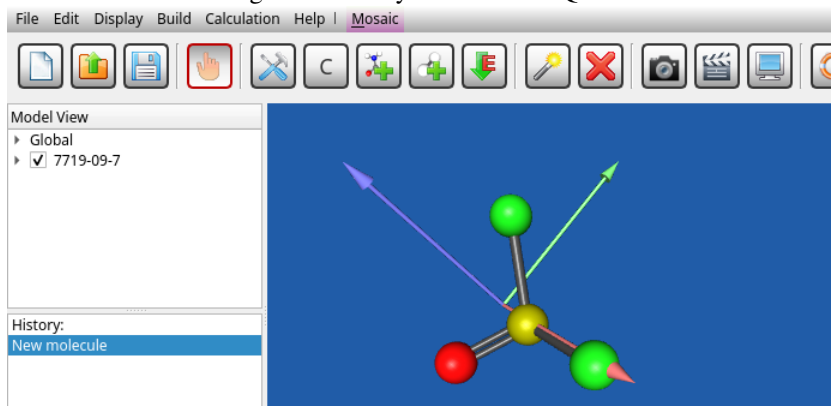 File Edit Display Build Calculation Help Mosaic
C E
Model View
Global
7719-09-7
History:
New molecule